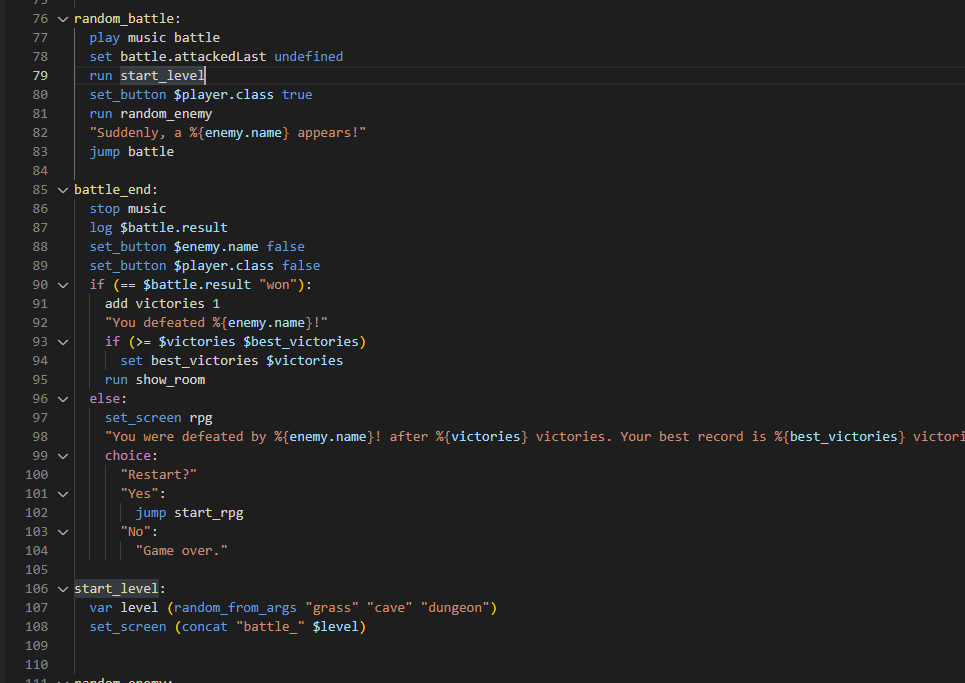 76 random_battle:
77 play music battle
78 set battle.attackedLast undefined
79 run start_level
80 set_button $player.class true
81 run random_enemy
82 "Suddenly, a %{enemy.name} appears!"
83 jump battle
84
85 battle_end:
86 stop music
87 log $battle.result
88 set_button $enemy.name false
89 set_button $player.class false
90 if (== $battle.result "won"):
91 add victories 1
92 "You defeated %{enemy.name}!"
93 if (>= $victories $best_victories)
94 set best_victories $victories
95 run show_room
96 else:
97 set_screen rpg
98 "You were defeated by %{enemy.name}! after %{victories} victories. Your best record is %{best_victories} victori
99 choice:
100 "Restart?"
101 "Yes":
102 jump start_rpg
103 "No":
104 "Game over."
105
106 start_level:
107 var level (random_from_args "grass" "cave" "dungeon")
108 set_screen (concat "battle_" $level)
109
110
111 random_enemy: